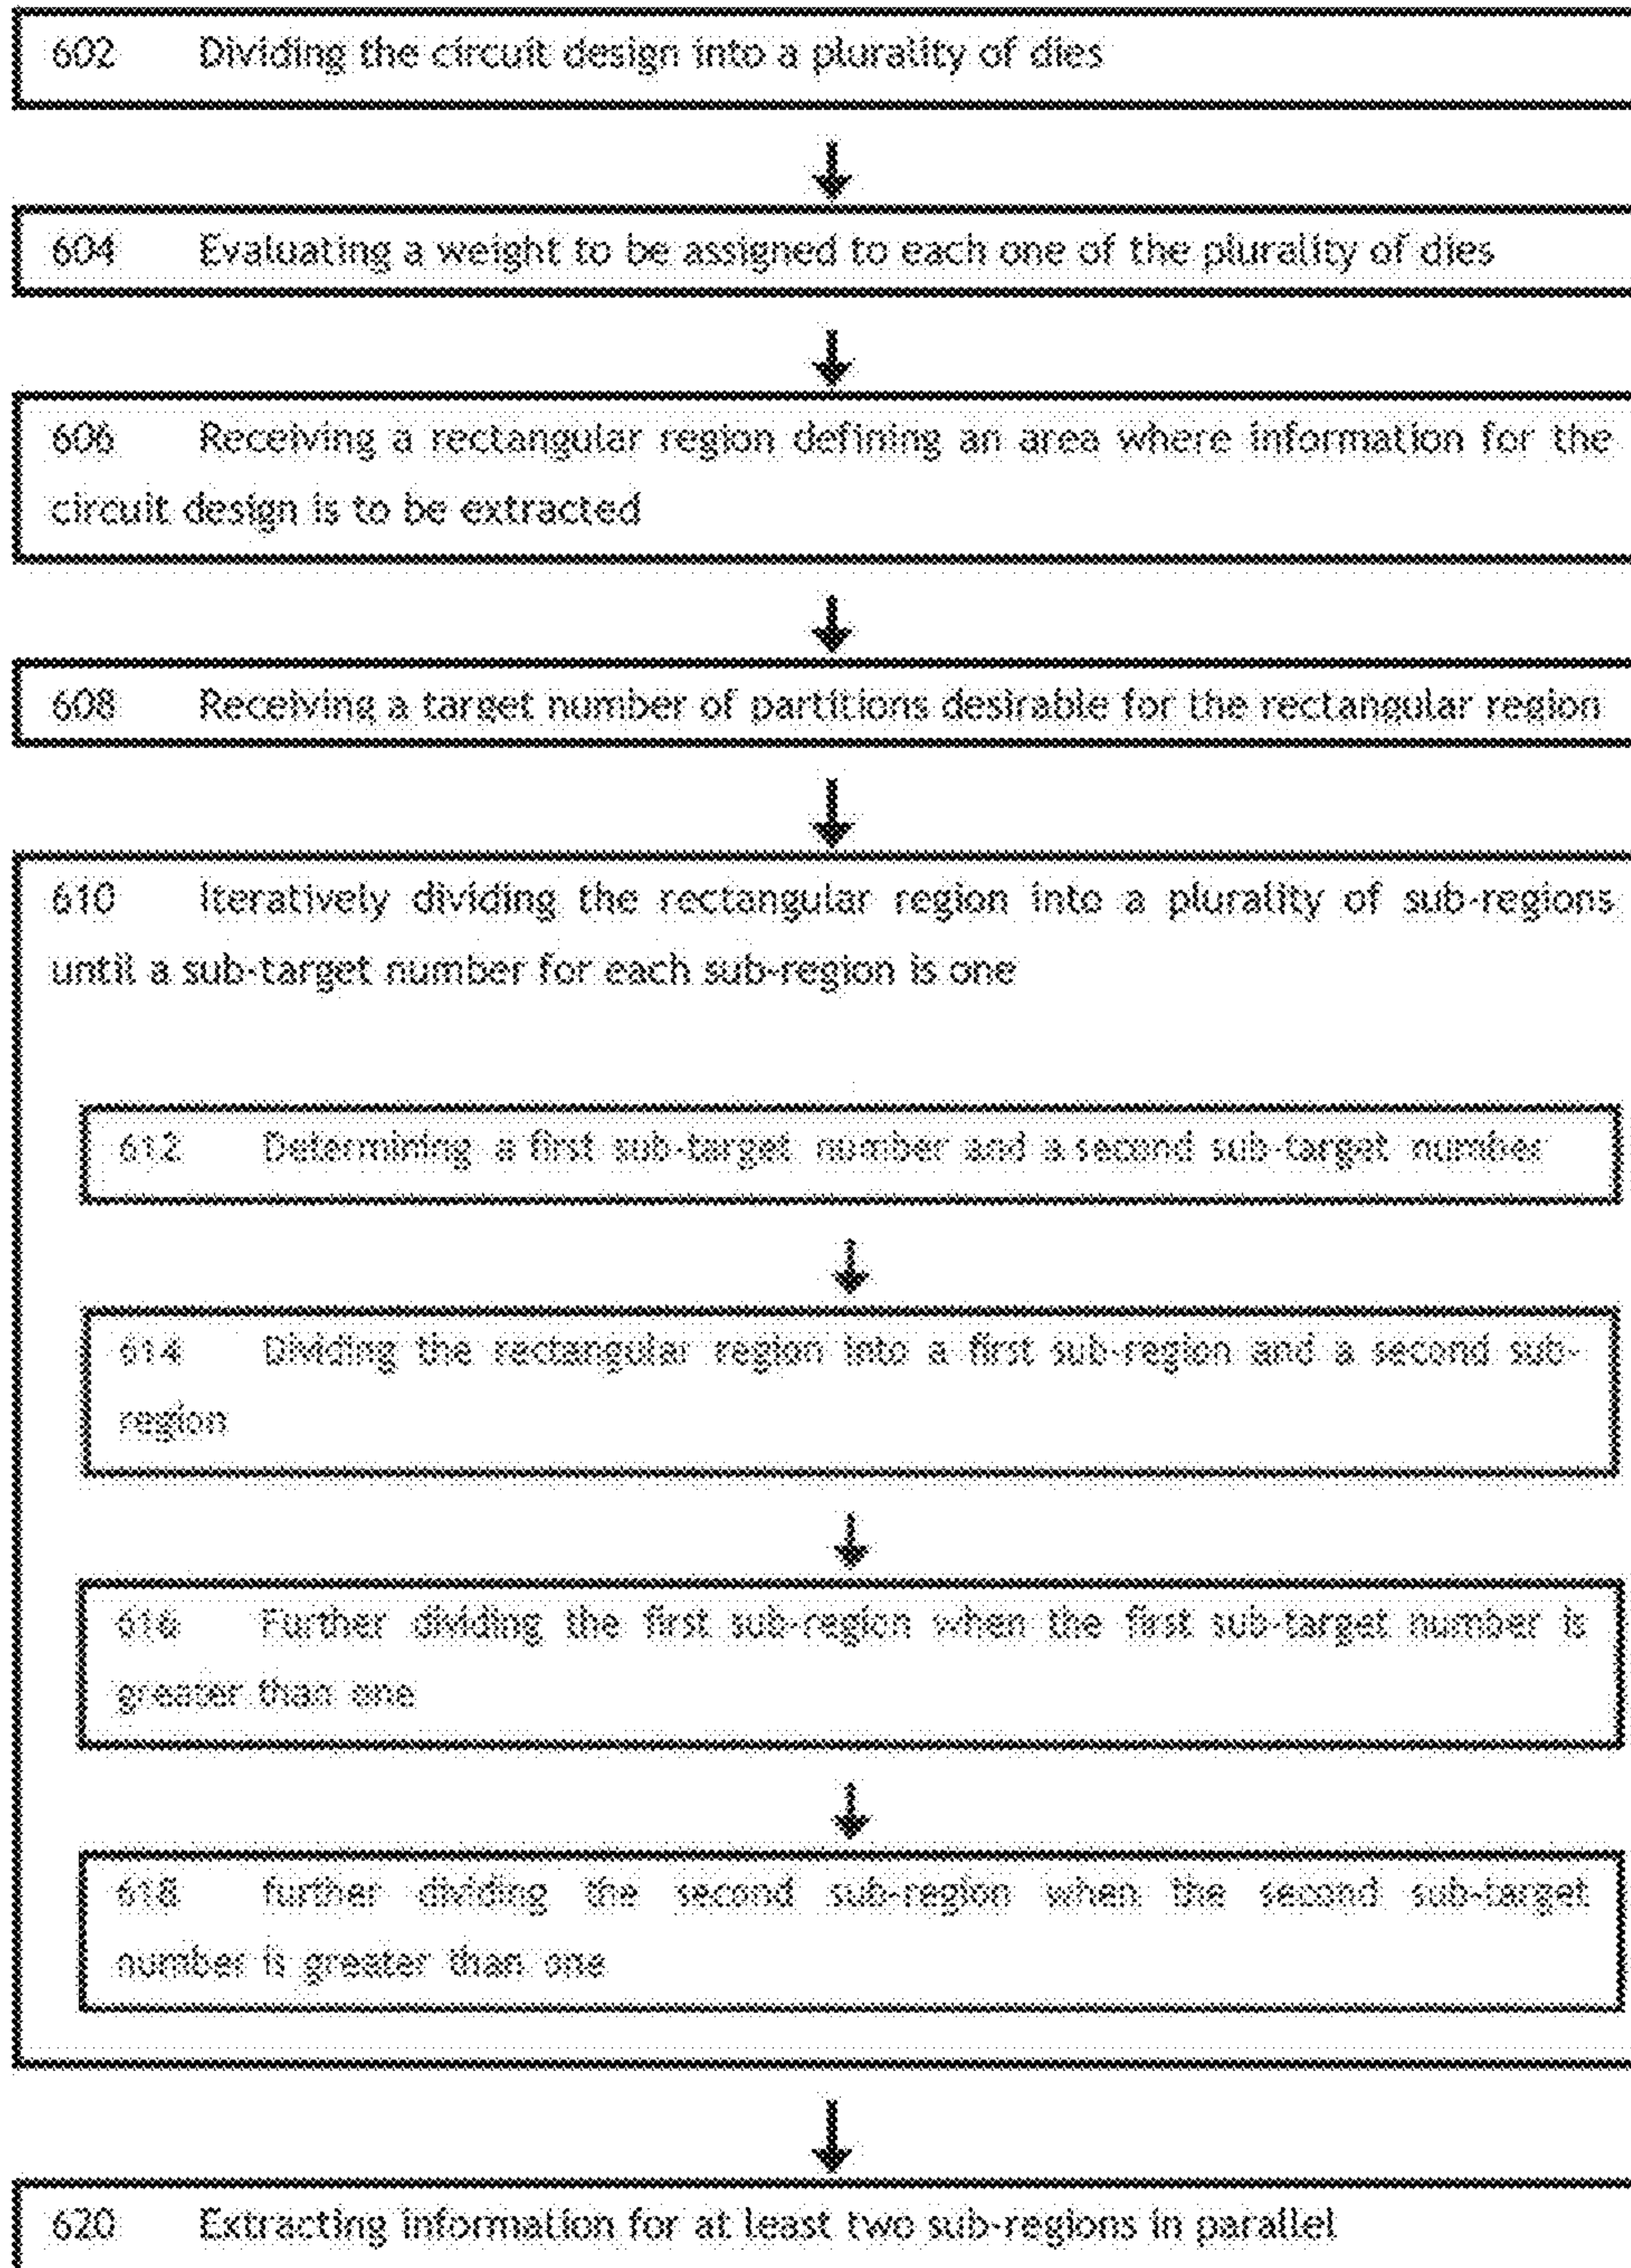 602 Dividing the circuit design into a plurality of dies
604 Evaluating a weight to be assigned to each one of the plurality of dies
606 Receiving a rectangular region defining an area where information for the
circuit design is to be extracted
608 Receiving a target number of partitions desirable for the rectangular region
610 Iteratively dividing the rectangular region into a plurality of sub-regions
until a sub-target number for each sub-region is one
612 Determining a first sub-target number and a second sub-target number
614 Dividing the rectangular region into a first sub-region and a second sub-
region
616 Further dividing the first sub-region when the first sub-target number is
greater than one
618 further dividing the second sub-region when the second sub-target
number is greater than one
620 Extracting information for at least two sub-regions in parallel